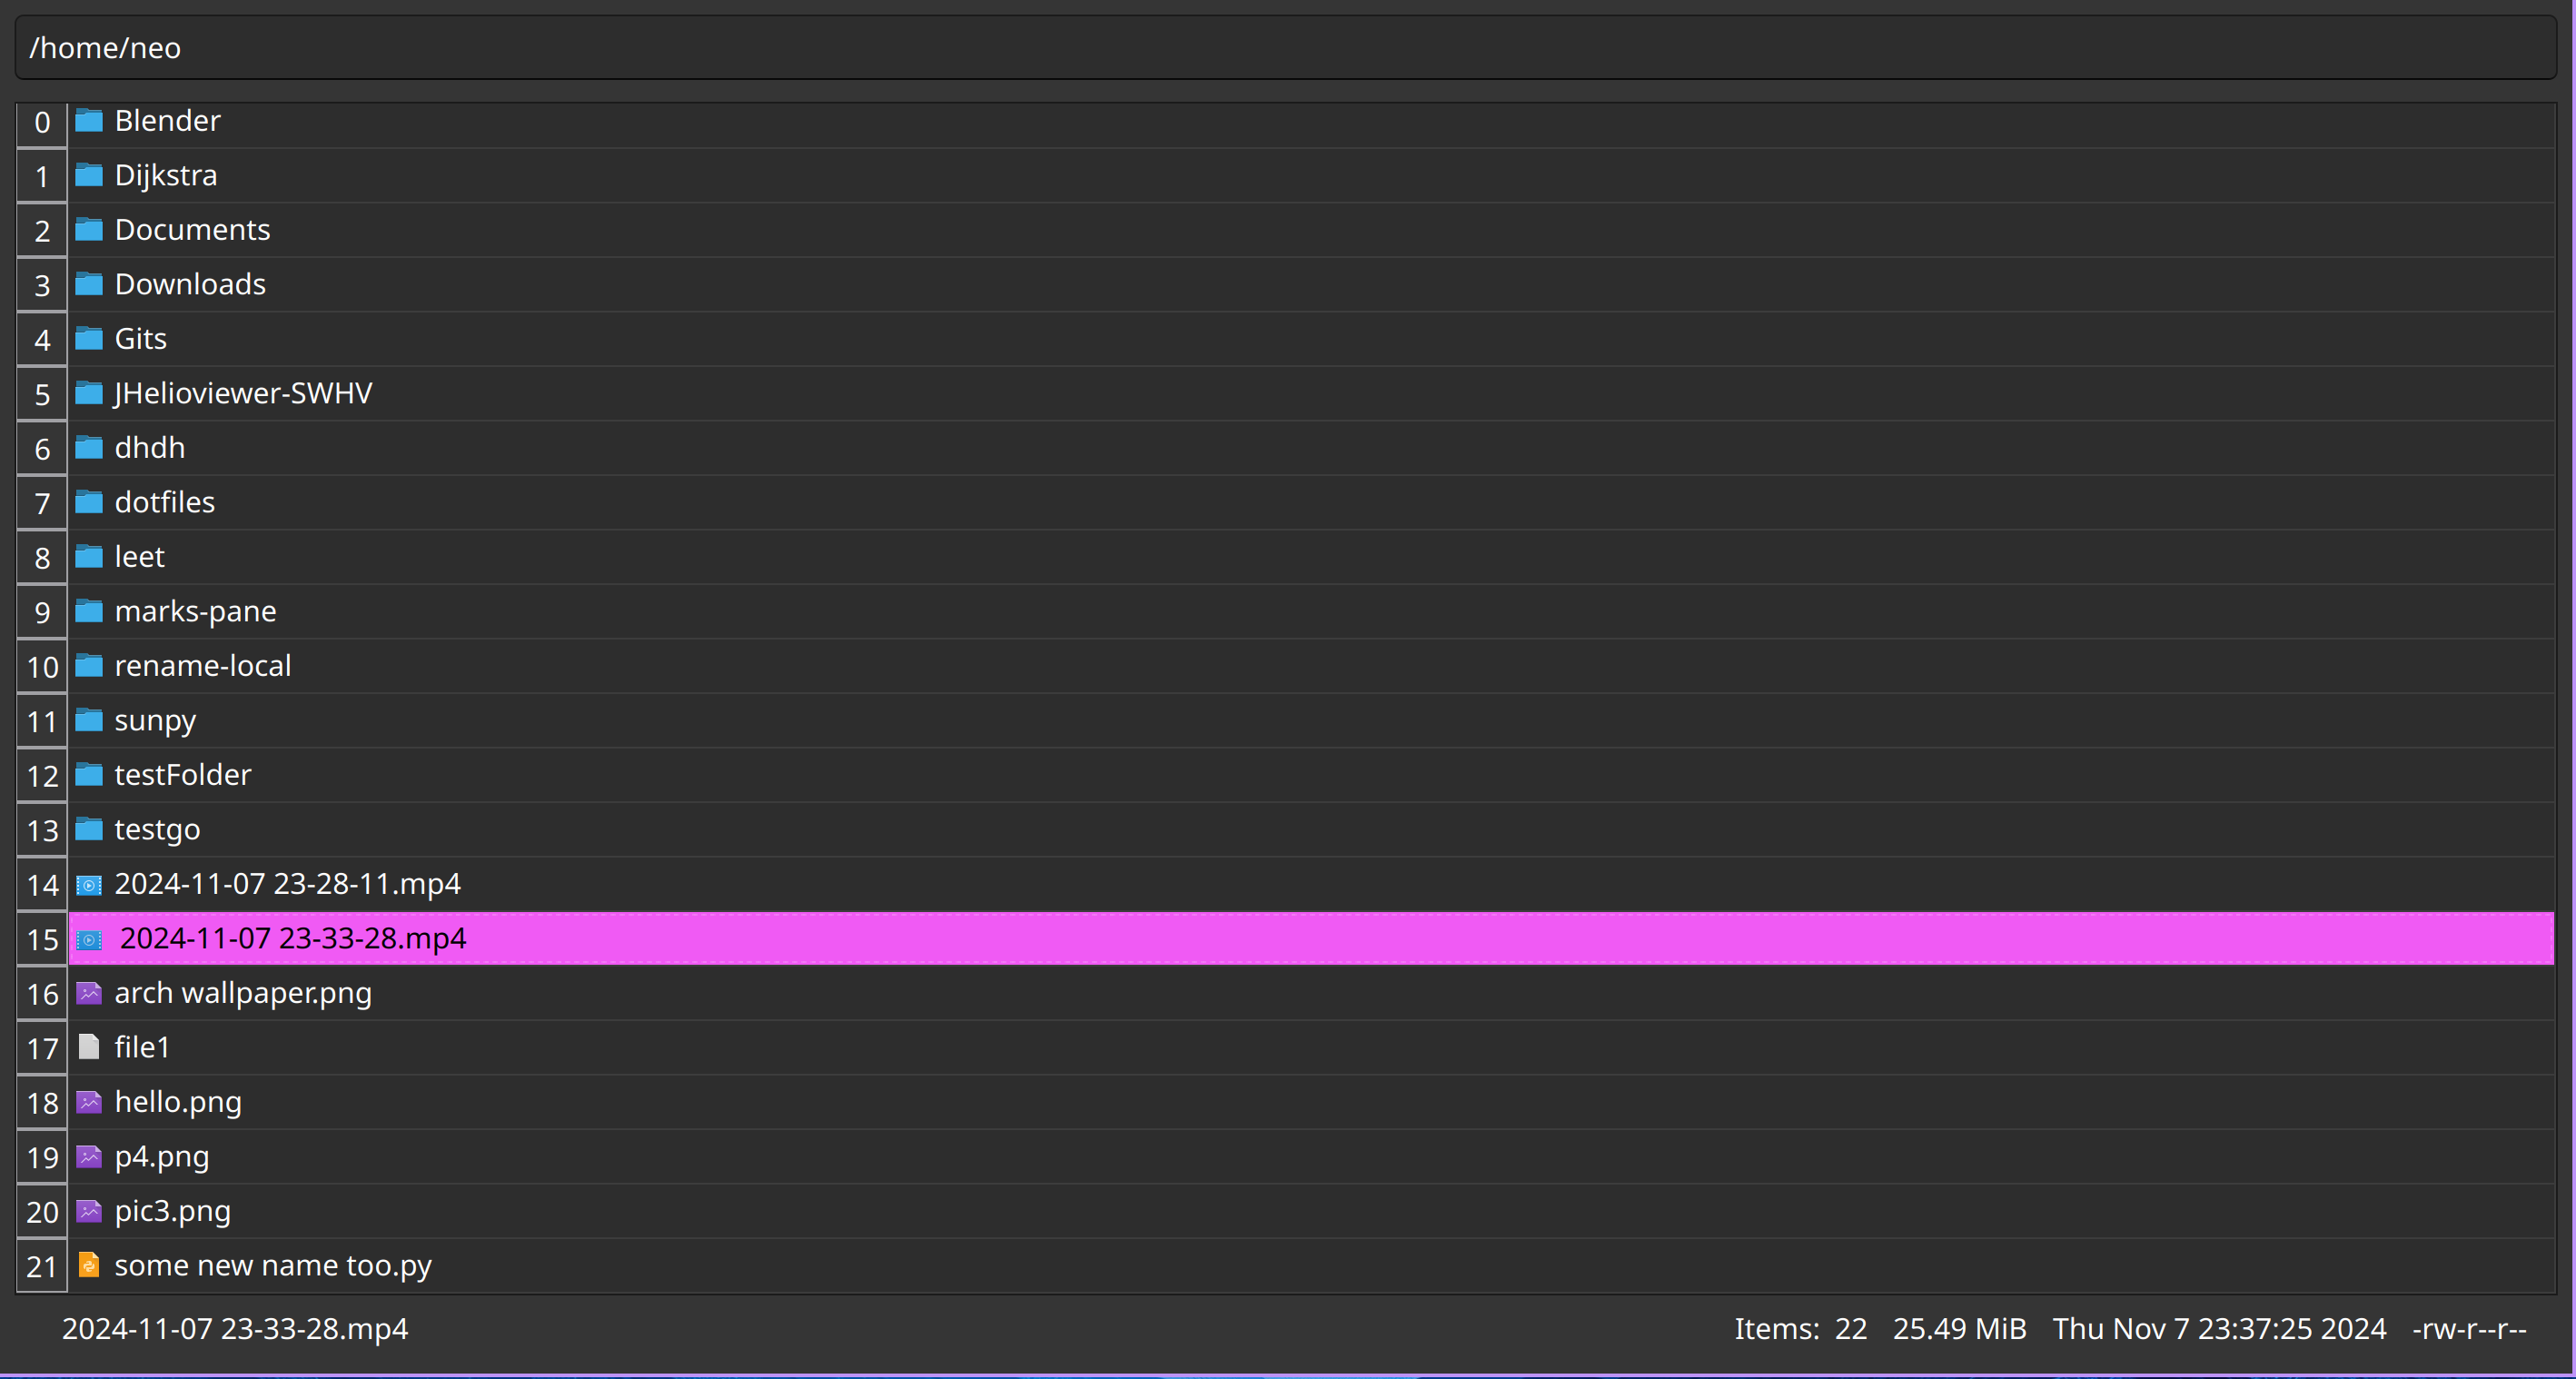 /home/neo
0 Blender
1 Dijkstra
2 Documents
3 Downloads
4 Gits
5 JHelioviewer-SWHV
6 dhdh
7 dotfiles
8 leet
9 marks-pane
10 rename-local
11 sunpy
12 testFolder
13 testgo
14 2024-11-07 23-28-11.mp4
15 2024-11-07 23-33-28.mp4
16 arch wallpaper.png
17 file1
18 hello.png
19 p4.png
20 pic3.png
21 some new name too.py
2024-11-07 23-33-28.mp4 Items: 22 25.49 MiB Thu Nov 7 23:37:25 2024 -rw-r--r--